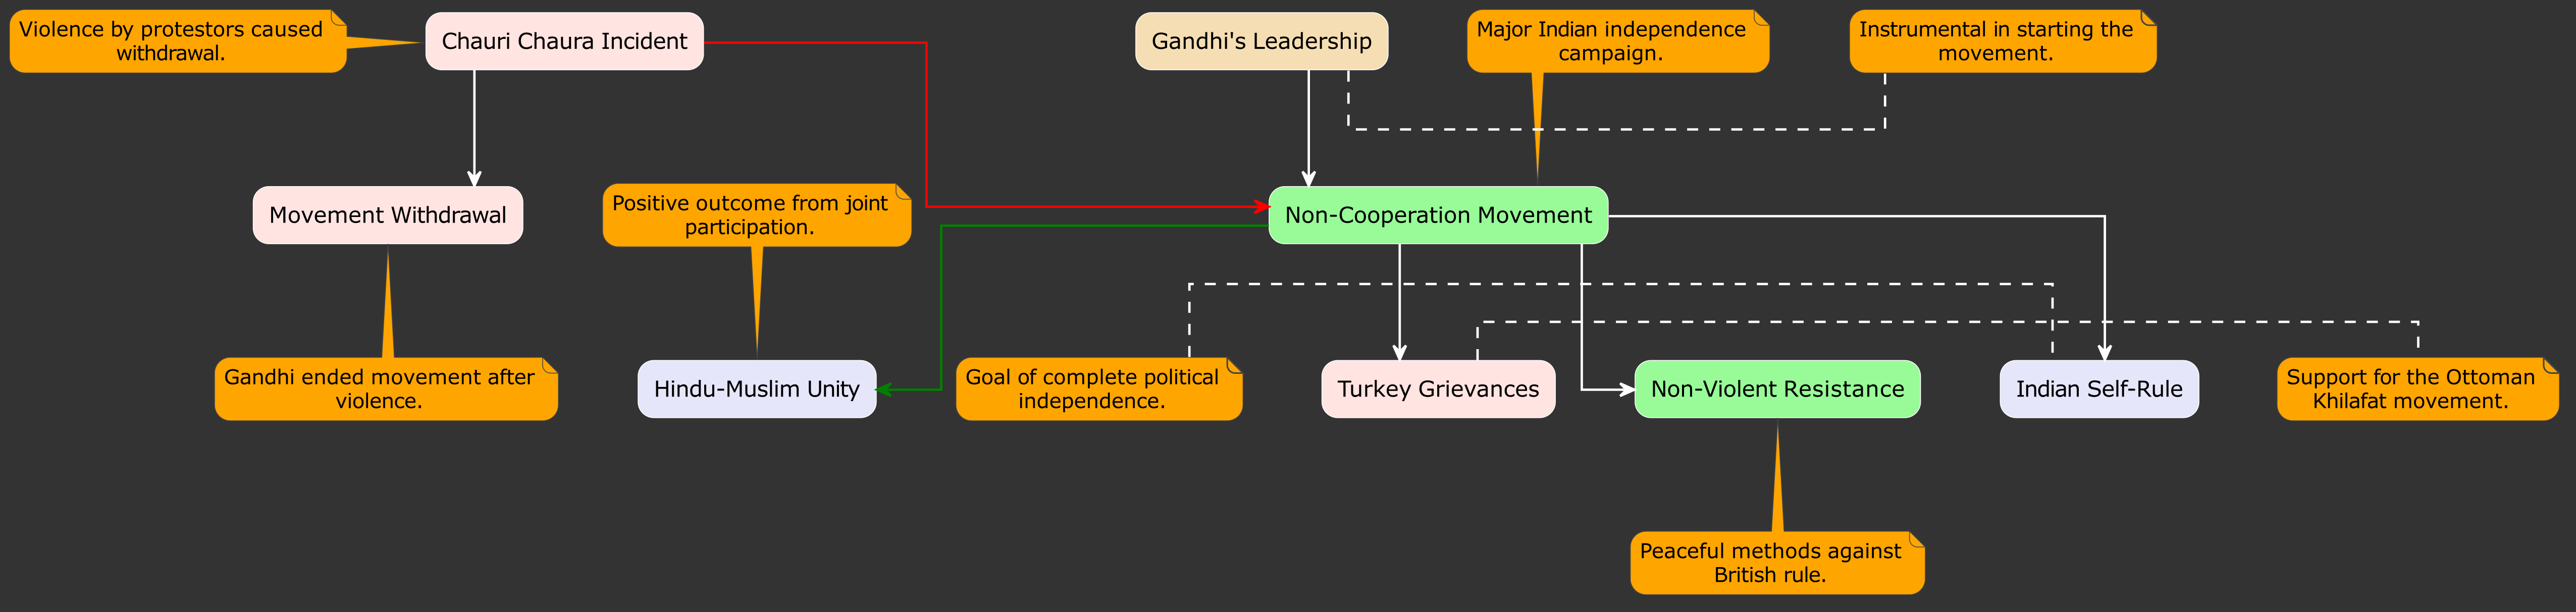 Violence by protestors caused
withdrawal.
Chauri Chaura Incident
Gandhi's Leadership
Major Indian independence
campaign.
Instrumental in starting the
movement.
Movement Withdrawal
Positive outcome from joint
participation.
Non-Cooperation Movement
Gandhi ended movement after
violence.
Hindu-Muslim Unity
Goal of complete political
independence.
Turkey Grievances
Non-Violent Resistance
Indian Self-Rule
Support for the Ottoman
Khilafat movement.
Peaceful methods against
British rule.